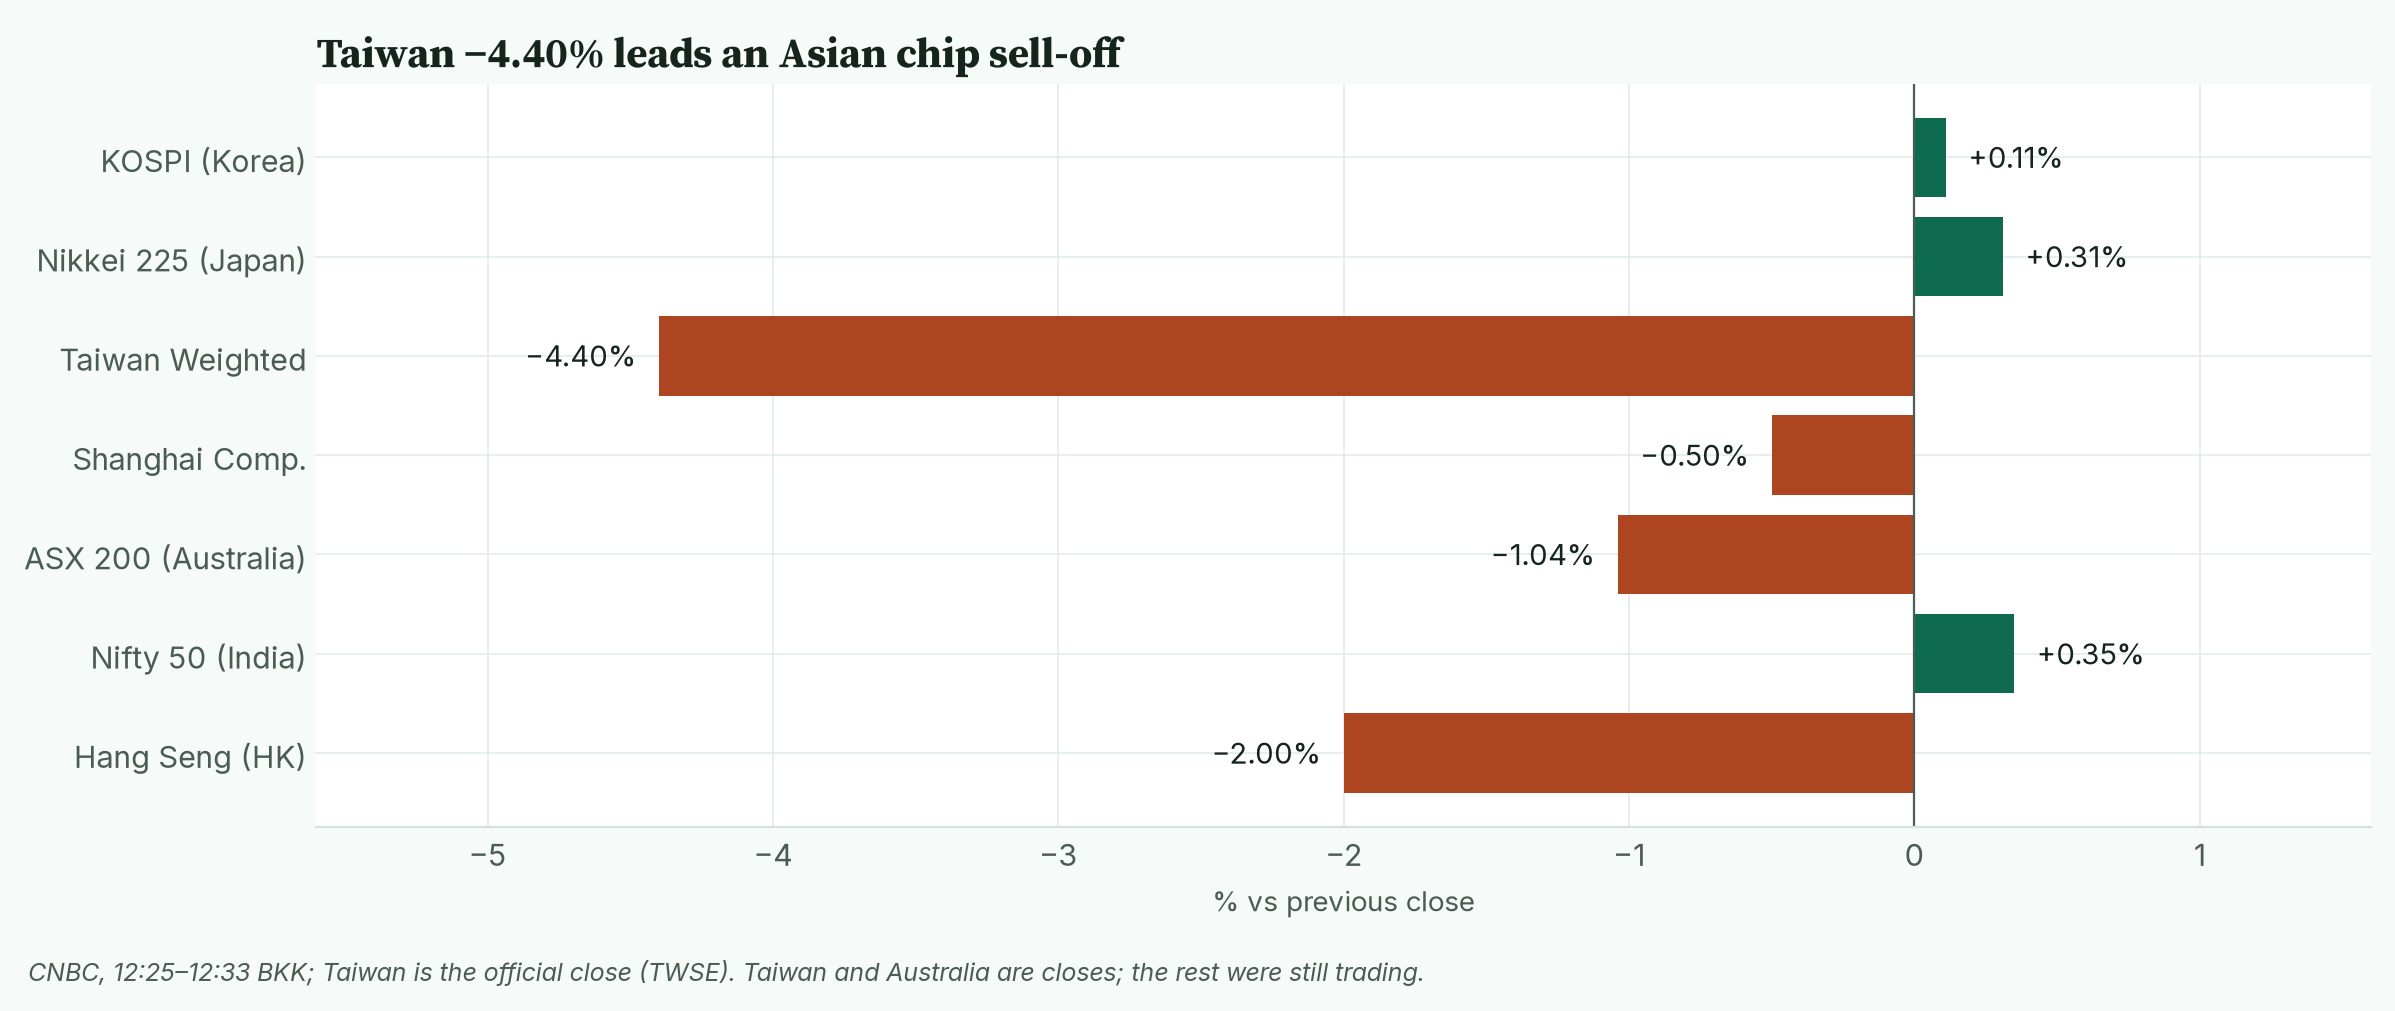 Taiwan −4.40% leads an Asian chip sell-off
KOSPI (Korea)
+0.11%
Nikkei 225 (Japan)
+0.31%
Taiwan Weighted
−4.40%
Shanghai Comp.
−0.50%
ASX 200 (Australia)
−1.04%
Nifty 50 (India)
+0.35%
Hang Seng (HK)
−2.00%
−5 −4 −3 −2 −1 0 1
% vs previous close
CNBC, 12:25–12:33 BKK; Taiwan is the official close (TWSE). Taiwan and Australia are closes; the rest were still trading.